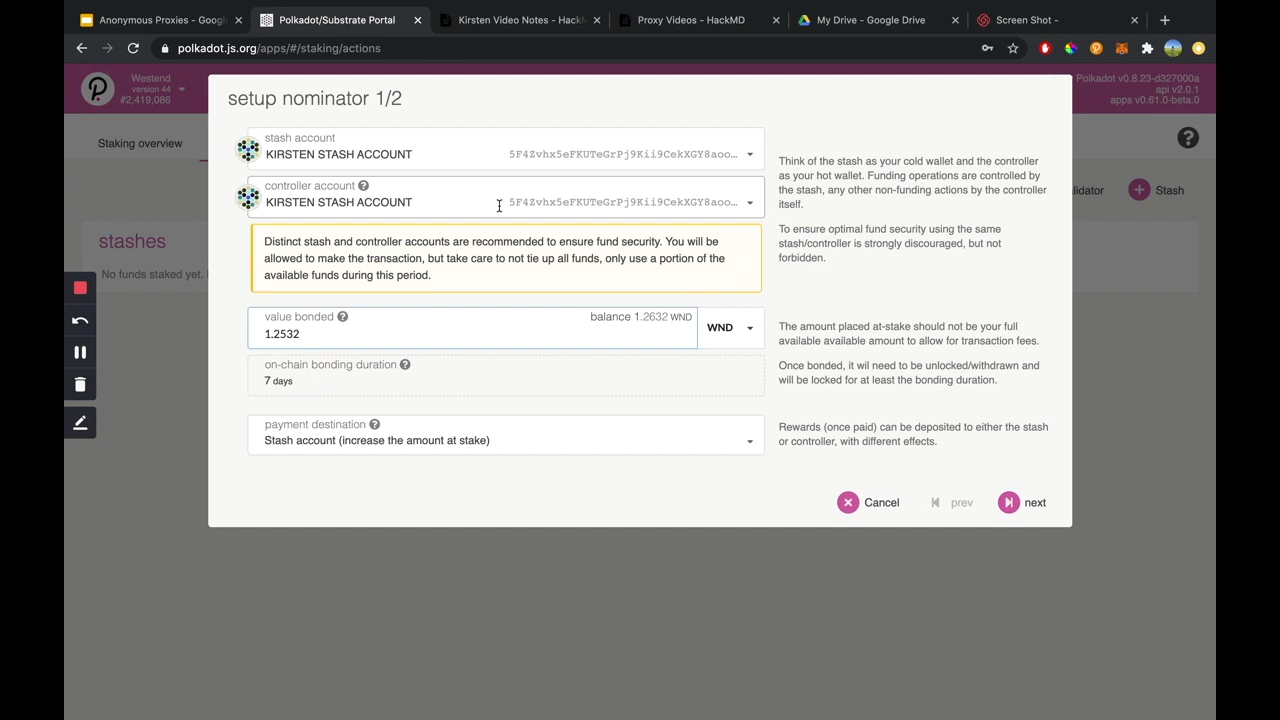 Anonymous Proxies - Googl
Polkadot/Substrate Portal
Kirsten Video Notes - HackM
Proxy Videos - HackMD
My Drive - Google Drive
Screen Shot -
polkadot.js.org/apps/#/staking/actions
Westend
version 44
#2,419,086
Polkadot v0.8.23-d327000a
api v2.0.1
apps v0.61.0-beta.0
setup nominator 1/2
Staking overview
stash account
KIRSTEN STASH ACCOUNT 5F4Zvhx5eFKUTeGrPj9Kii9CekXGY8aoo…
controller account
KIRSTEN STASH ACCOUNT 5F4Zvhx5eFKUTeGrPj9Kii9CekXGY8aoo…
Think of the stash as your cold wallet and the controller
as your hot wallet. Funding operations are controlled by
the stash, any other non-funding actions by the controller
itself.
To ensure optimal fund security using the same
stash/controller is strongly discouraged, but not
forbidden.
lidator
Stash
stashes
No funds staked yet.
Distinct stash and controller accounts are recommended to ensure fund security. You will be
allowed to make the transaction, but take care to not tie up all funds, only use a portion of the
available funds during this period.
value bonded balance 1.2632 WND
1.2532
WND
The amount placed at-stake should not be your full
available available amount to allow for transaction fees.
on-chain bonding duration
7 days
Once bonded, it wil need to be unlocked/withdrawn and
will be locked for at least the bonding duration.
payment destination
Stash account (increase the amount at stake)
Rewards (once paid) can be deposited to either the stash
or controller, with different effects.
Cancel
prev
next